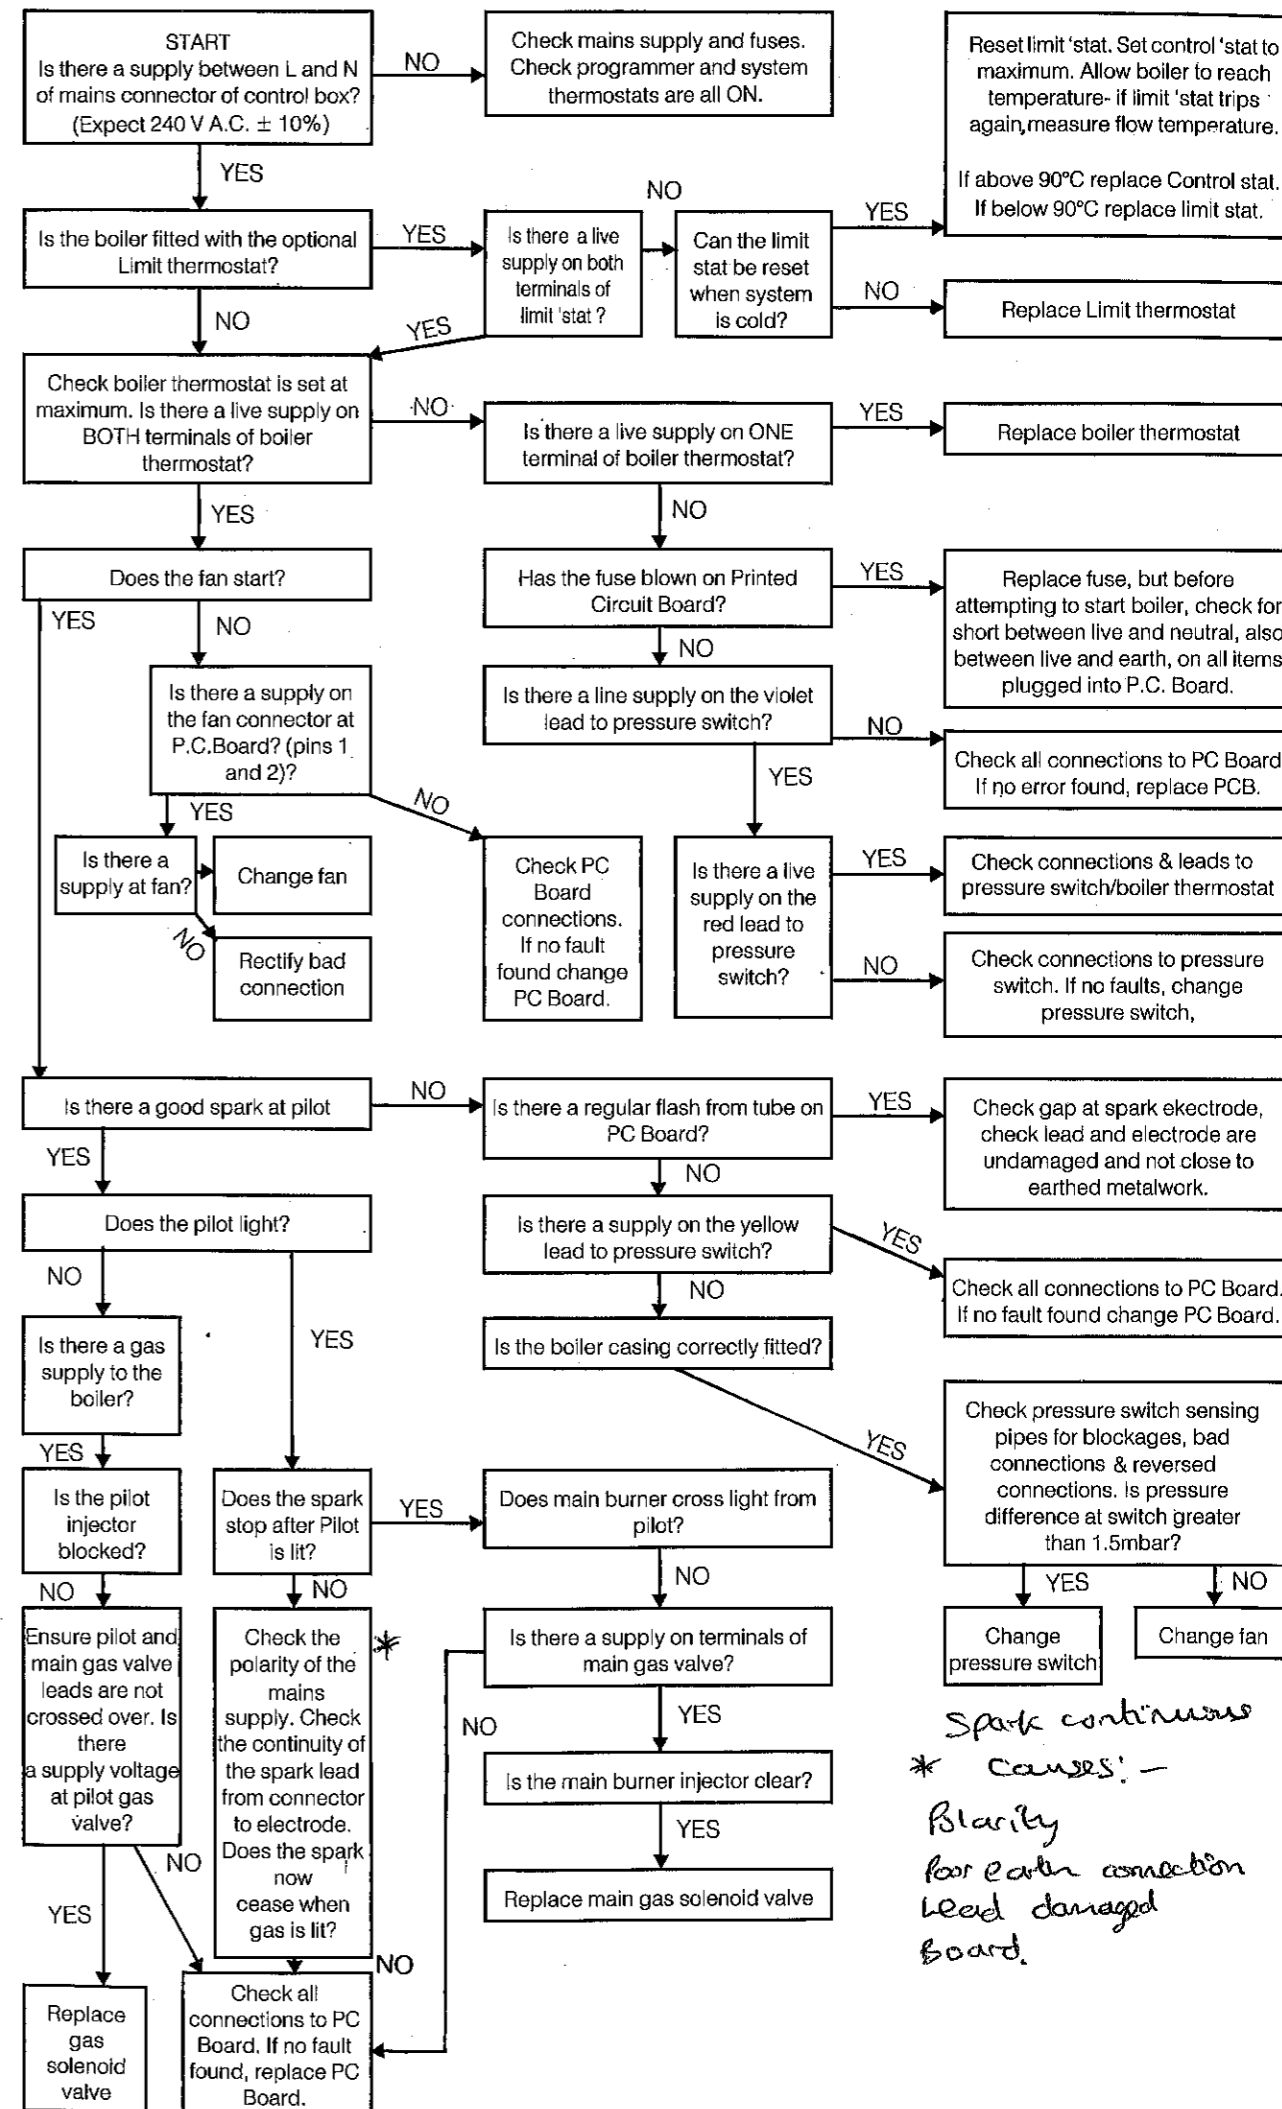 START
Is there a supply between L and N
of mains connector of control box?
(Expect 240 V A.C. ± 10%)
NO
Check mains supply and fuses.
Check programmer and system
thermostats are all ON.
Reset limit 'stat. Set control 'stat to
maximum. Allow boiler to reach
temperature- if limit 'stat trips
again, measure flow temperature.
If above 90°C replace Control stat.
If below 90°C replace limit stat.
YES
Is the boiler fitted with the optional
Limit thermostat?
YES
Is there a live
supply on both
terminals of
limit 'stat ?
NO
Can the limit
stat be reset
when system
is cold?
YES
NO
Replace Limit thermostat
NO
YES
Check boiler thermostat is set at
maximum. Is there a live supply on
BOTH terminals of boiler
thermostat?
NO
Is there a live supply on ONE
terminal of boiler thermostat?
YES
Replace boiler thermostat
YES
NO
Does the fan start?
Has the fuse blown on Printed
Circuit Board?
YES
Replace fuse, but before
attempting to start boiler, check for
short between live and neutral, also
between live and earth, on all items
plugged into P.C. Board.
YES
NO
NO
Is there a supply on
the fan connector at
P.C.Board? (pins 1
and 2)?
Is there a line supply on the violet
lead to pressure switch?
NO
Check all connections to PC Board
If no error found, replace PCB.
YES
NO
YES
Is there a
supply at fan?
Change fan
NO
Rectify bad
connection
Check PC
Board
connections.
If no fault
found change
PC Board.
Is there a live
supply on the
red lead to
pressure
switch?
YES
Check connections & leads to
pressure switch/boiler thermostat
NO
Check connections to pressure
switch. If no faults, change
pressure switch,
Is there a good spark at pilot
NO
Is there a regular flash from tube on
PC Board?
YES
Check gap at spark ekectrode,
check lead and electrode are
undamaged and not close to
earthed metalwork.
YES
NO
Does the pilot light?
Is there a supply on the yellow
lead to pressure switch?
YES
Check all connections to PC Board.
If no fault found change PC Board.
NO
YES
NO
Is there a gas
supply to the
boiler?
Is the boiler casing correctly fitted?
YES
Check pressure switch sensing
pipes for blockages, bad
connections & reversed
connections. Is pressure
difference at switch greater
than 1.5mbar?
YES
Is the pilot
injector
blocked?
Does the spark
stop after Pilot
is lit?
YES
Does main burner cross light from
pilot?
YES
NO
Change
pressure switch
Change fan
NO
NO
NO
Ensure pilot and
main gas valve
leads are not
crossed over. Is
there
a supply voltage
at pilot gas
valve?
Check the
polarity of the
mains
supply. Check
the continuity of
the spark lead
from connector
to electrode.
Does the spark
now
cease when
gas is lit?
*
Is there a supply on terminals of
main gas valve?
NO
YES
Is the main burner injector clear?
YES
Replace main gas solenoid valve
YES
NO
NO
Replace
gas
solenoid
valve
Check all
connections to PC
Board. If no fault
found, replace PC
Board.
Spark continuous
* causes:-
Polarity
Poor earth connection
Lead damaged
Board.